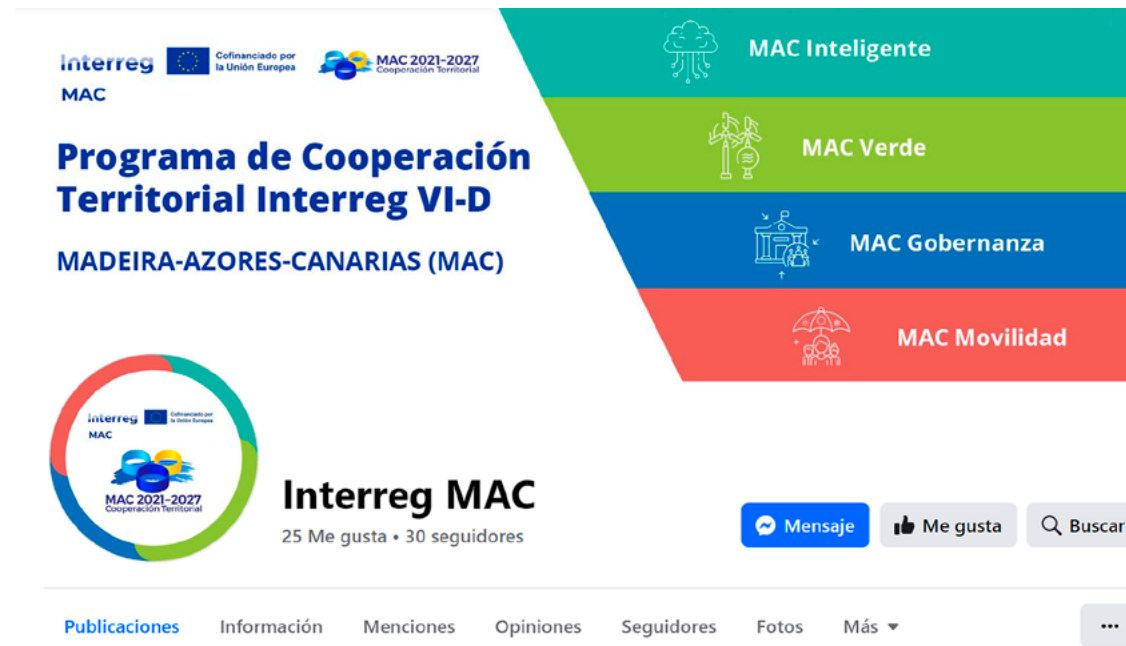 Interreg
Cofinanciado por
la Unión Europea
MAC 2021-2027
Cooperación Territorial
MAC
Programa de Cooperación
Territorial Interreg VI-D
MADEIRA-AZORES-CANARIAS (MAC)
MAC Inteligente
MAC Verde
MAC Gobernanza
MAC Movilidad
Interreg
Cofinanciado por
la Unión Europea
MAC
MAC 2021-2027
Cooperación Territorial
Interreg MAC
25 Me gusta • 30 seguidores
Mensaje
Me gusta
Buscar
Publicaciones Información Menciones Opiniones Seguidores Fotos Más